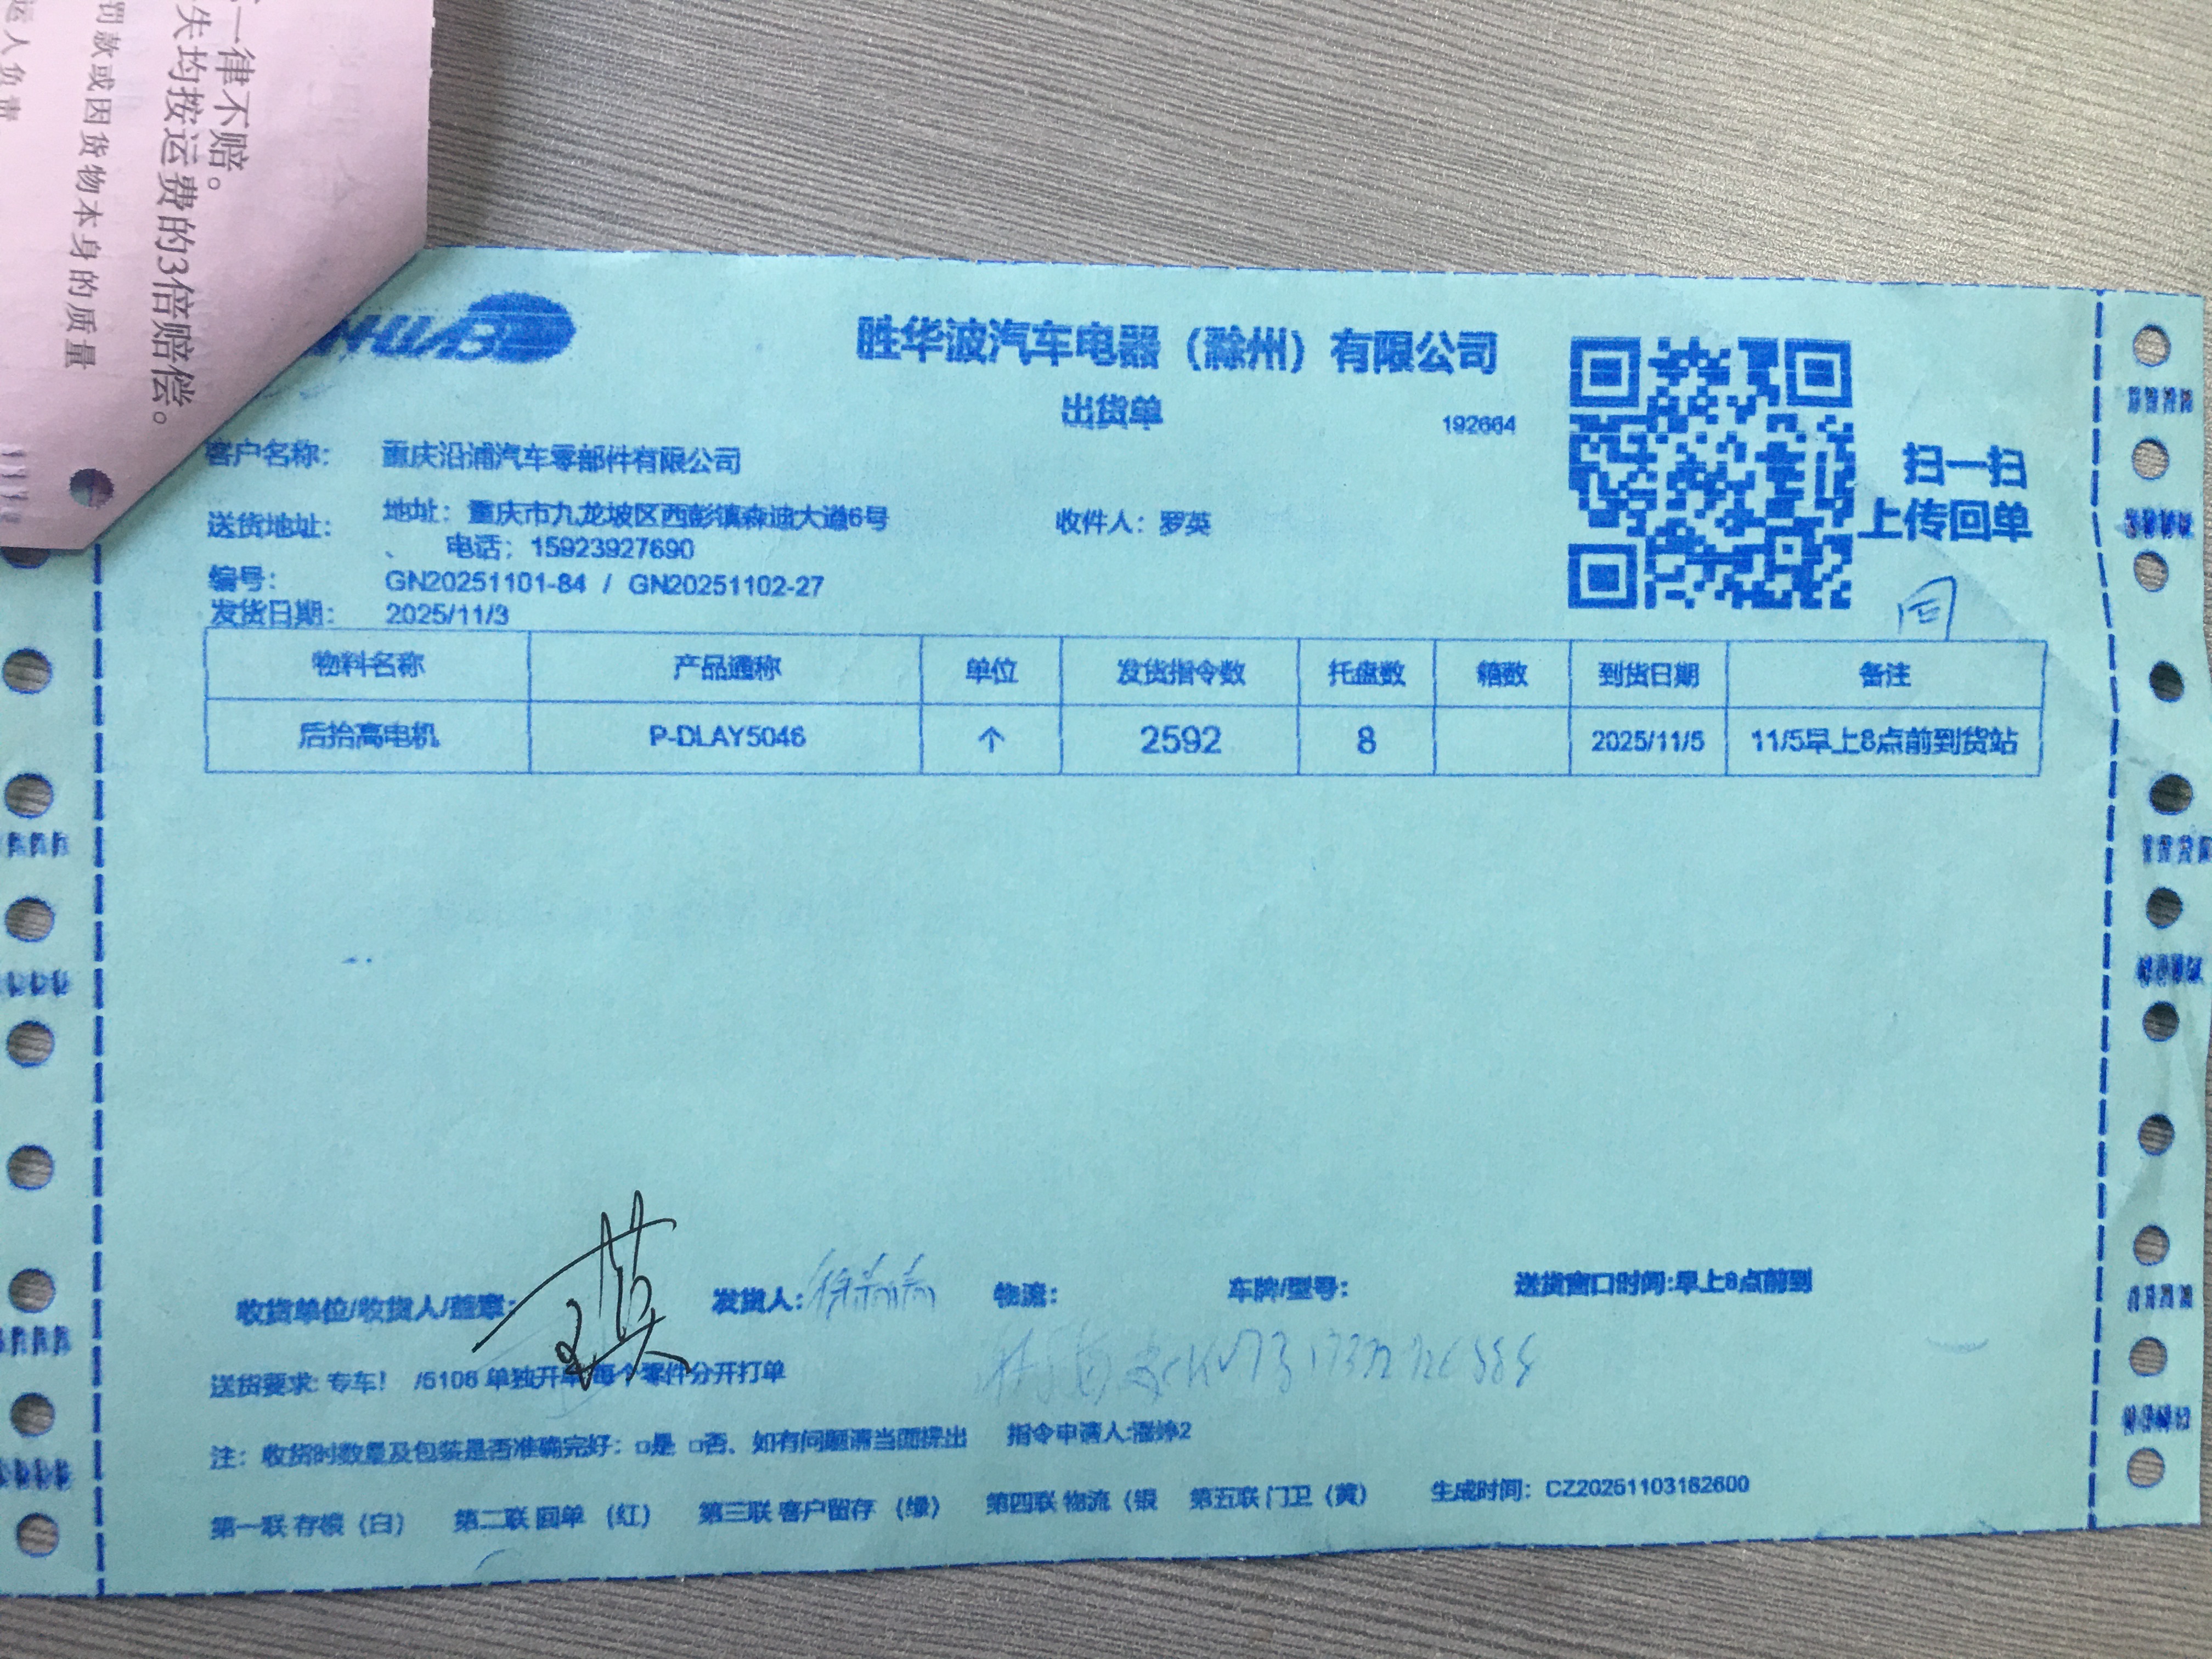 一律不赔。
失均按运费的3倍赔偿。
罚款或因货物本身的质量
运人负责
胜华波汽车电器（滁州）有限公司
出货单
192664
扫一扫
上传回单
回
客户名称： 重庆沿浦汽车零部件有限公司
送货地址： 地址：重庆市九龙坡区西彭镇森迪大道6号 收件人：罗英
、 电话；15923927690
编号： GN20251101-84 / GN20251102-27
发货日期： 2025/11/3
物料名称 产品通称 单位 发货指令数 托盘数 箱数 到货日期 备注
后抬高电机 P-DLAY5046 个 2592 8 2025/11/5 11/5早上8点前到货站
收货单位/收货人/盖章： 发货人： 物流： 车牌/型号： 送货窗口时间:早上8点前到
送货要求: 专车！ /5106 单独开单 每个零件分开打单
注：收货时数量及包装是否准确完好：□是 □否、如有问题请当面提出 指令申请人:潘婷2
第一联 存根（白） 第二联 回单 （红） 第三联 客户留存 （绿） 第四联 物流（银 第五联 门卫（黄） 生成时间：CZ20251103162600